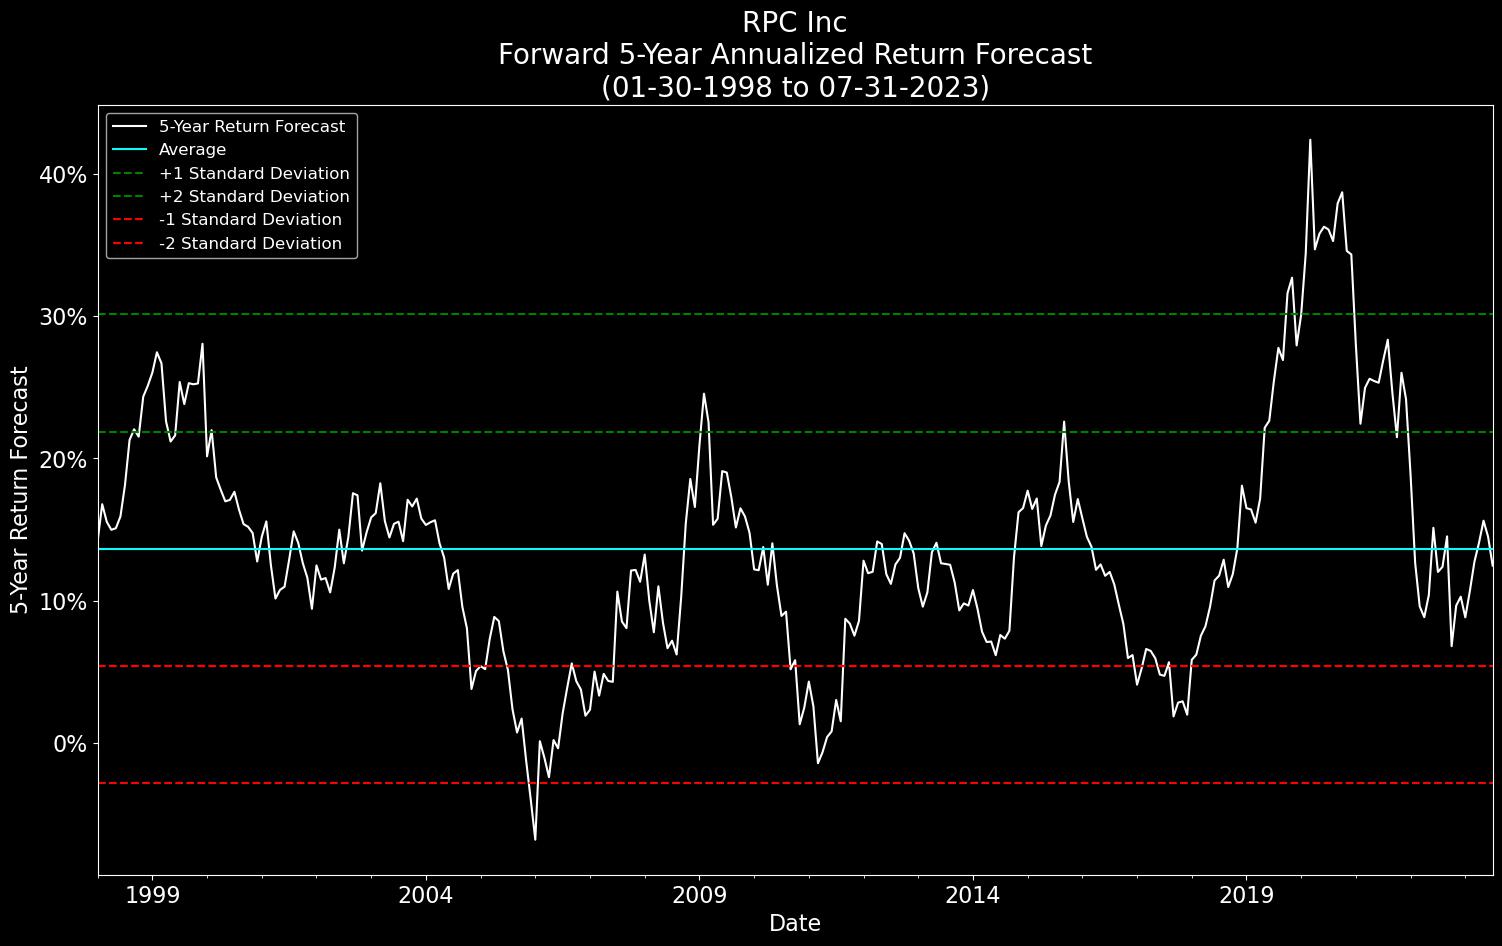 RPC Inc
Forward 5-Year Annualized Return Forecast
(01-30-1998 to 07-31-2023)
5-Year Return Forecast
Average
+1 Standard Deviation
+2 Standard Deviation
-1 Standard Deviation
-2 Standard Deviation
5-Year Return Forecast
40%
30%
20%
10%
0%
1999
2004
2009
2014
2019
Date